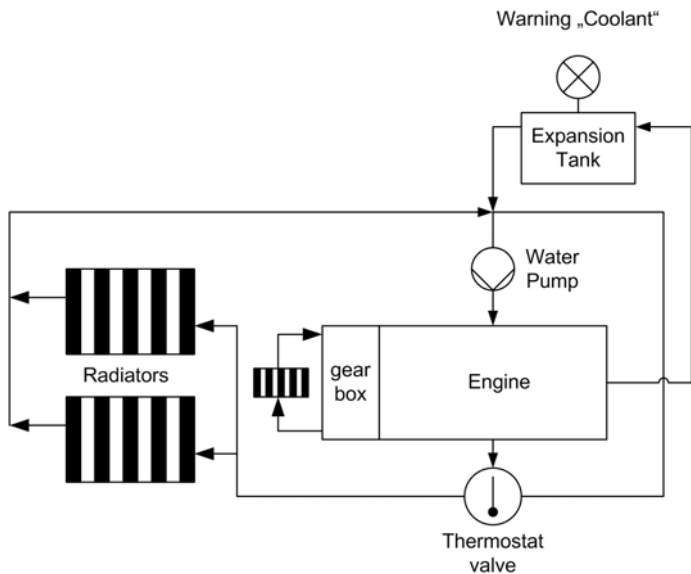 Warning „Coolant“
Expansion
Tank
Water
Pump
Radiators
gear
box
Engine
Thermostat
valve